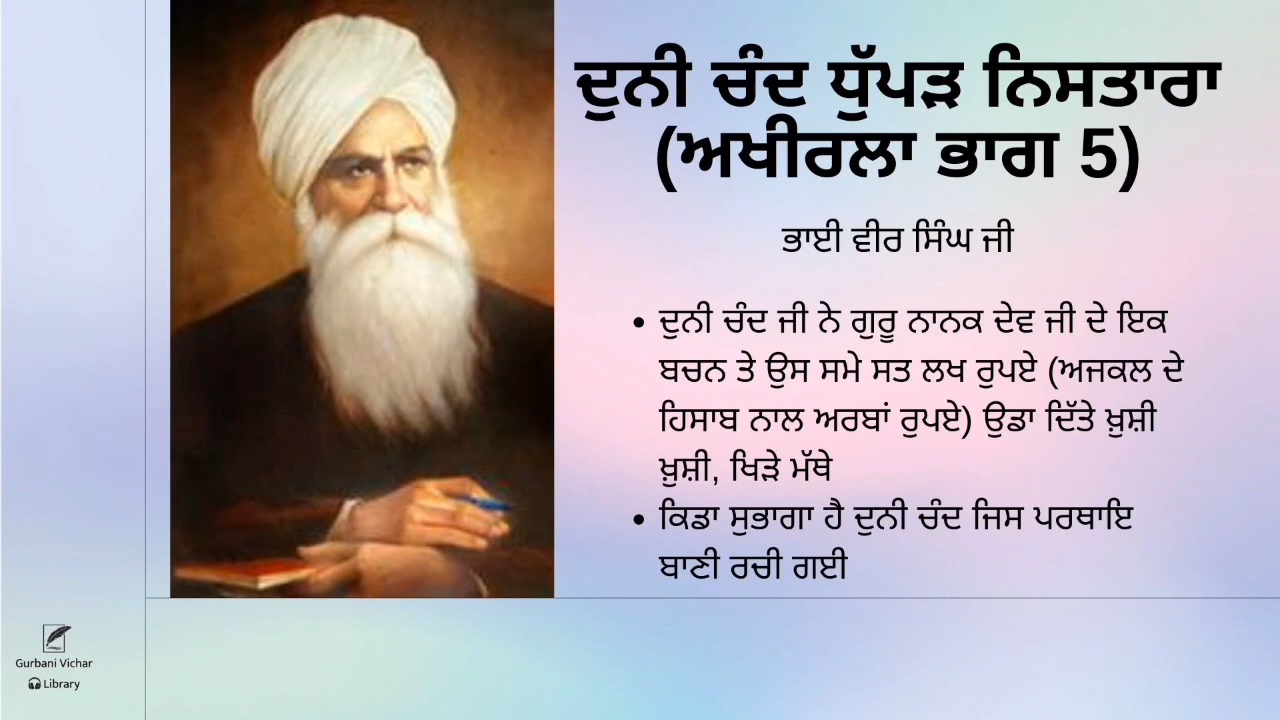 ਦੁਨੀ ਚੰਦ ਧੁੱਪੜ ਨਿਸਤਾਰਾ
(ਅਖੀਰਲਾ ਭਾਗ 5)
ਭਾਈ ਵੀਰ ਸਿੰਘ ਜੀ
• ਦੁਨੀ ਚੰਦ ਜੀ ਨੇ ਗੁਰੂ ਨਾਨਕ ਦੇਵ ਜੀ ਦੇ ਇਕ
ਬਚਨ ਤੇ ਉਸ ਸਮੇ ਸਤ ਲਖ ਰੁਪਏ (ਅਜਕਲ ਦੇ
ਹਿਸਾਬ ਨਾਲ ਅਰਬਾਂ ਰੁਪਏ) ਉਡਾ ਦਿੱਤੇ ਖ਼ੁਸ਼ੀ
ਖ਼ੁਸ਼ੀ, ਖਿੜੇ ਮੱਥੇ
• ਕਿਡਾ ਸੁਭਾਗਾ ਹੈ ਦੁਨੀ ਚੰਦ ਜਿਸ ਪਰਥਾਇ
ਬਾਣੀ ਰਚੀ ਗਈ
Gurbani Vichar
Library